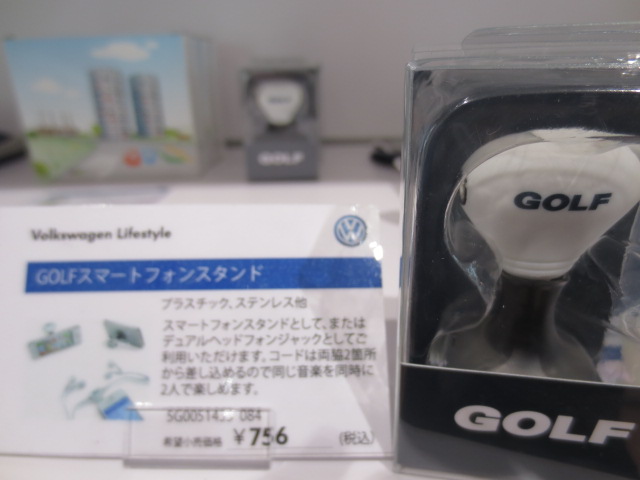 Volkswagen Lifestyle
GOLFスマートフォンスタンド
プラスチック、ステンレス他
スマートフォンスタンドとして、または
デュアルヘッドフォンジャックとしてご
利用いただけます。コードは両脇2箇所
から差し込めるので同じ音楽を同時に
2人で楽しめます。
084
希望小売価格 ¥756 (税込)
GOLF
GOLF
GOLF
GOLF